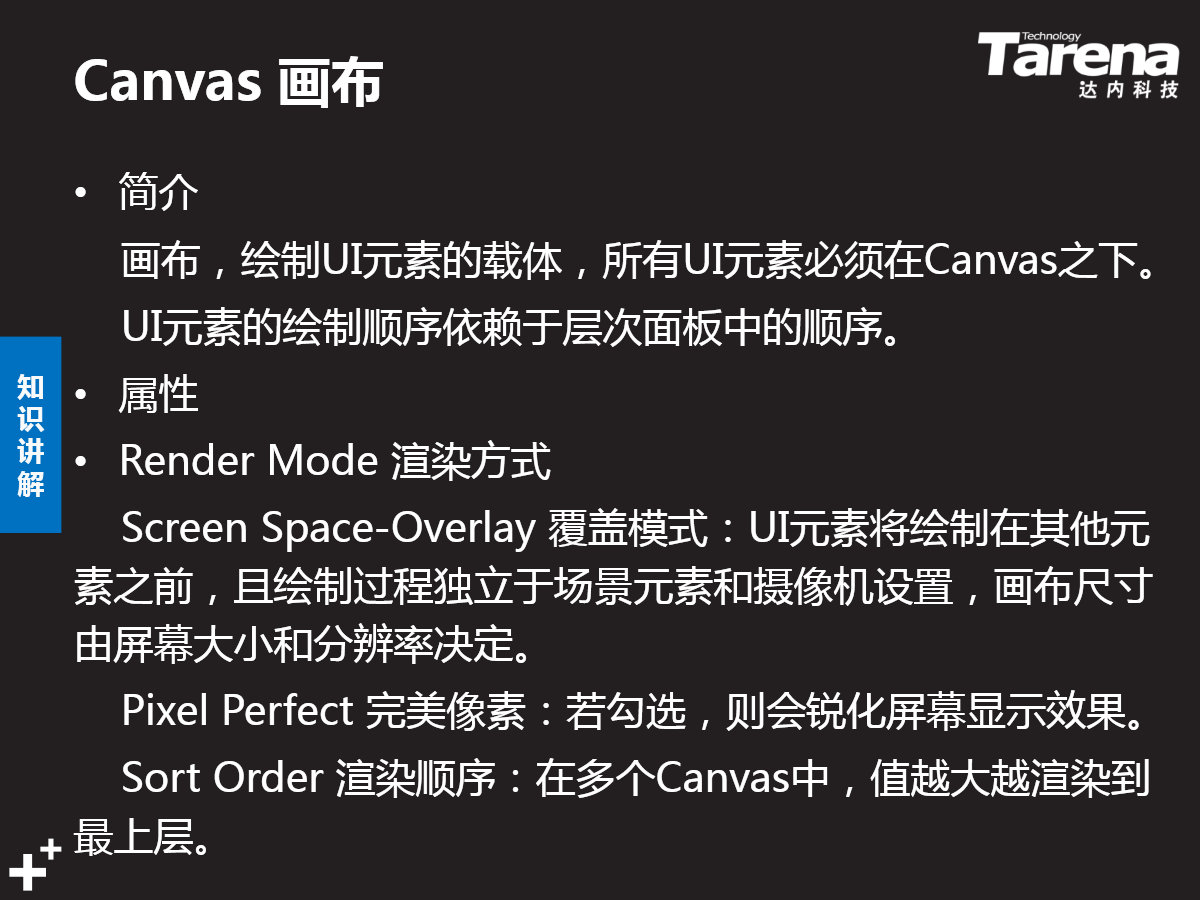 Canvas 画布
Technology
Tarena
达内科技
• 简介
画布，绘制UI元素的载体，所有UI元素必须在Canvas之下。
UI元素的绘制顺序依赖于层次面板中的顺序。
• 属性
• Render Mode 渲染方式
Screen Space-Overlay 覆盖模式：UI元素将绘制在其他元
素之前，且绘制过程独立于场景元素和摄像机设置，画布尺寸
由屏幕大小和分辨率决定。
Pixel Perfect 完美像素：若勾选，则会锐化屏幕显示效果。
Sort Order 渲染顺序：在多个Canvas中，值越大越渲染到
最上层。
知识讲解